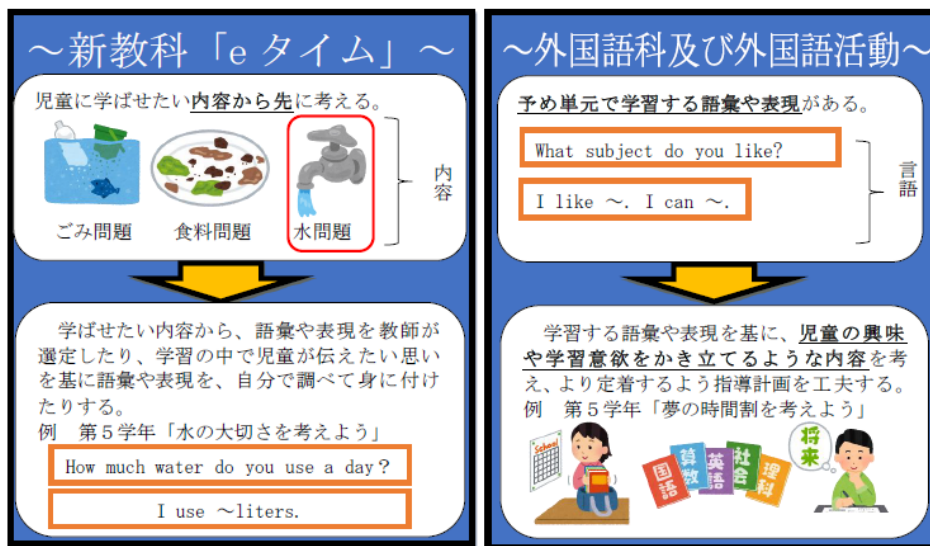 ～新教科「e タイム」～
児童に学ばせたい内容から先に考える。
ごみ問題
食料問題
水問題
内容
学ばせたい内容から、語彙や表現を教師が
選定したり、学習の中で児童が伝えたい思い
を基に語彙や表現を、自分で調べて身に付け
たりする。
例　第５学年「水の大切さを考えよう」
How much water do you use a day？
I use ～liters.
～外国語科及び外国語活動～
予め単元で学習する語彙や表現がある。
What subject do you like?
I like ～. I can ～.
言語
学習する語彙や表現を基に、児童の興味
や学習意欲をかき立てるような内容を考
え、より定着するよう指導計画を工夫する。
例　第５学年「夢の時間割を考えよう」
School
国語
算数
英語
社会
理科
将来